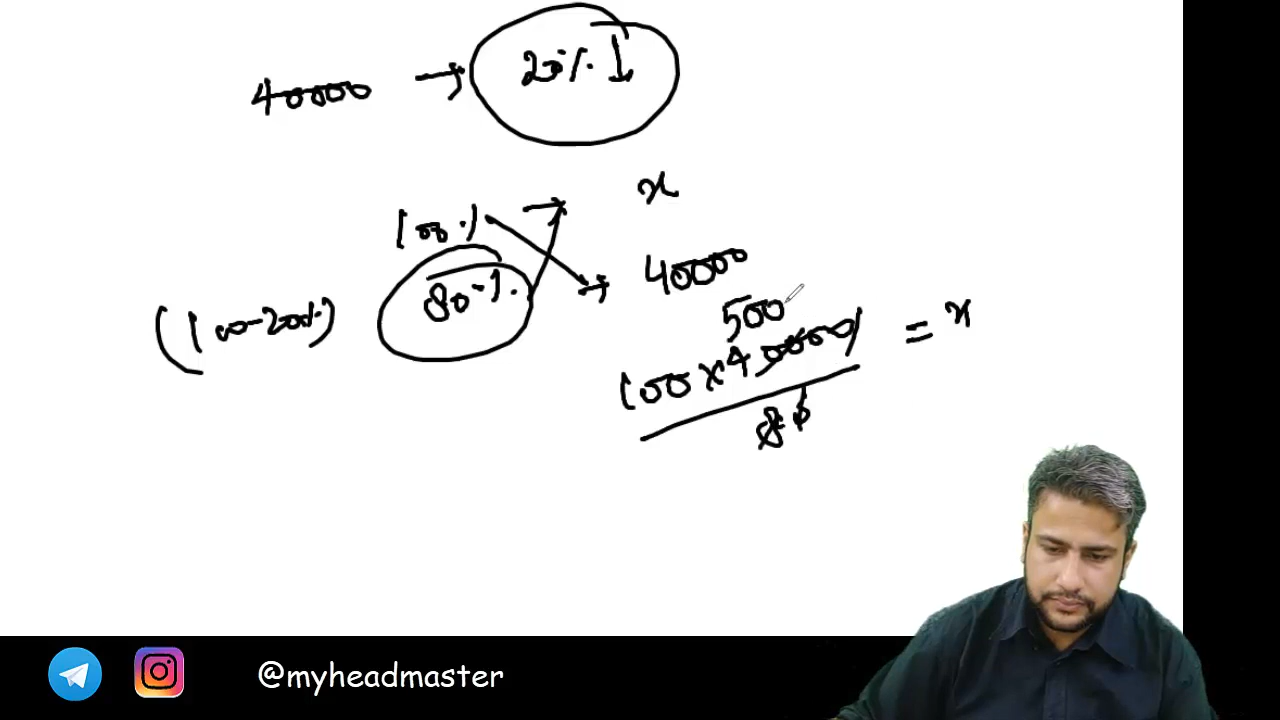 40000 → 20% ↓
100% → x
(100-20%) 80% → 40000
500
100 x 40000 = x
80
@myheadmaster